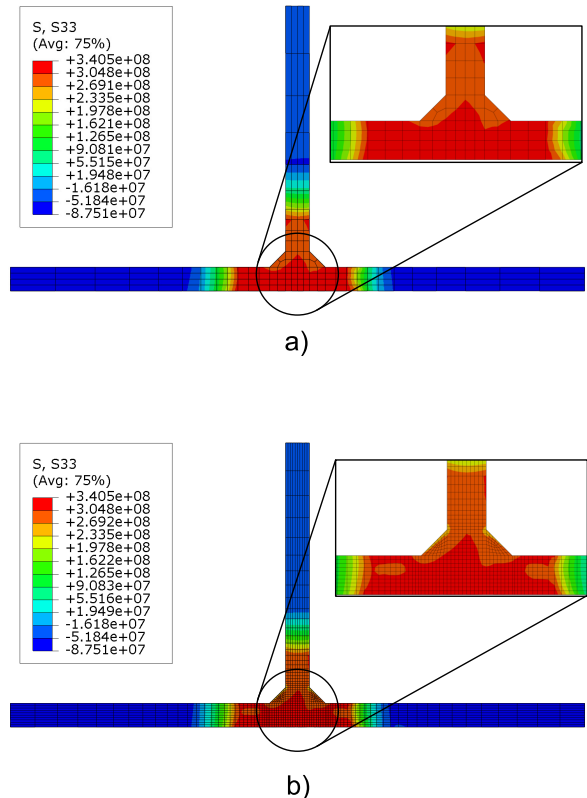 S, S33
(Avg: 75%)
+3.405e+08
+3.048e+08
+2.691e+08
+2.335e+08
+1.978e+08
+1.621e+08
+1.265e+08
+9.081e+07
+5.515e+07
+1.948e+07
-1.618e+07
-5.184e+07
-8.751e+07
a)
S, S33
(Avg: 75%)
+3.405e+08
+3.048e+08
+2.692e+08
+2.335e+08
+1.978e+08
+1.622e+08
+1.265e+08
+9.083e+07
+5.516e+07
+1.949e+07
-1.618e+07
-5.184e+07
-8.751e+07
b)